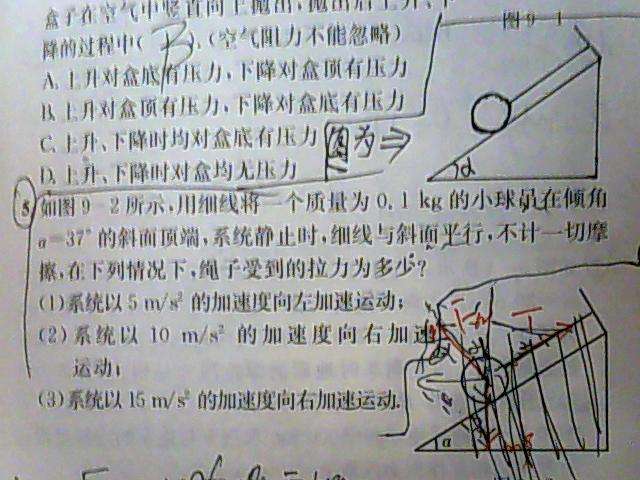 盒子在空气中竖直向上抛出,抛出后上升、下
降的过程中( B ).(空气阻力不能忽略)
A.上升对盒底有压力,下降对盒顶有压力
B.上升对盒顶有压力,下降对盒底有压力
C.上升、下降时均对盒底有压力
D.上升、下降时对盒均无压力
图9-1
图为⇒
α
5 如图9-2所示,用细线将一个质量为0.1 kg的小球吊在倾角
α=37°的斜面顶端,系统静止时,细线与斜面平行,不计一切摩
擦,在下列情况下,绳子受到的拉力为多少?
(1)系统以5 m/s²的加速度向左加速运动;
(2)系统以 10 m/s² 的加速度向右加速
运动;
(3)系统以15 m/s²的加速度向右加速运动.
T
α